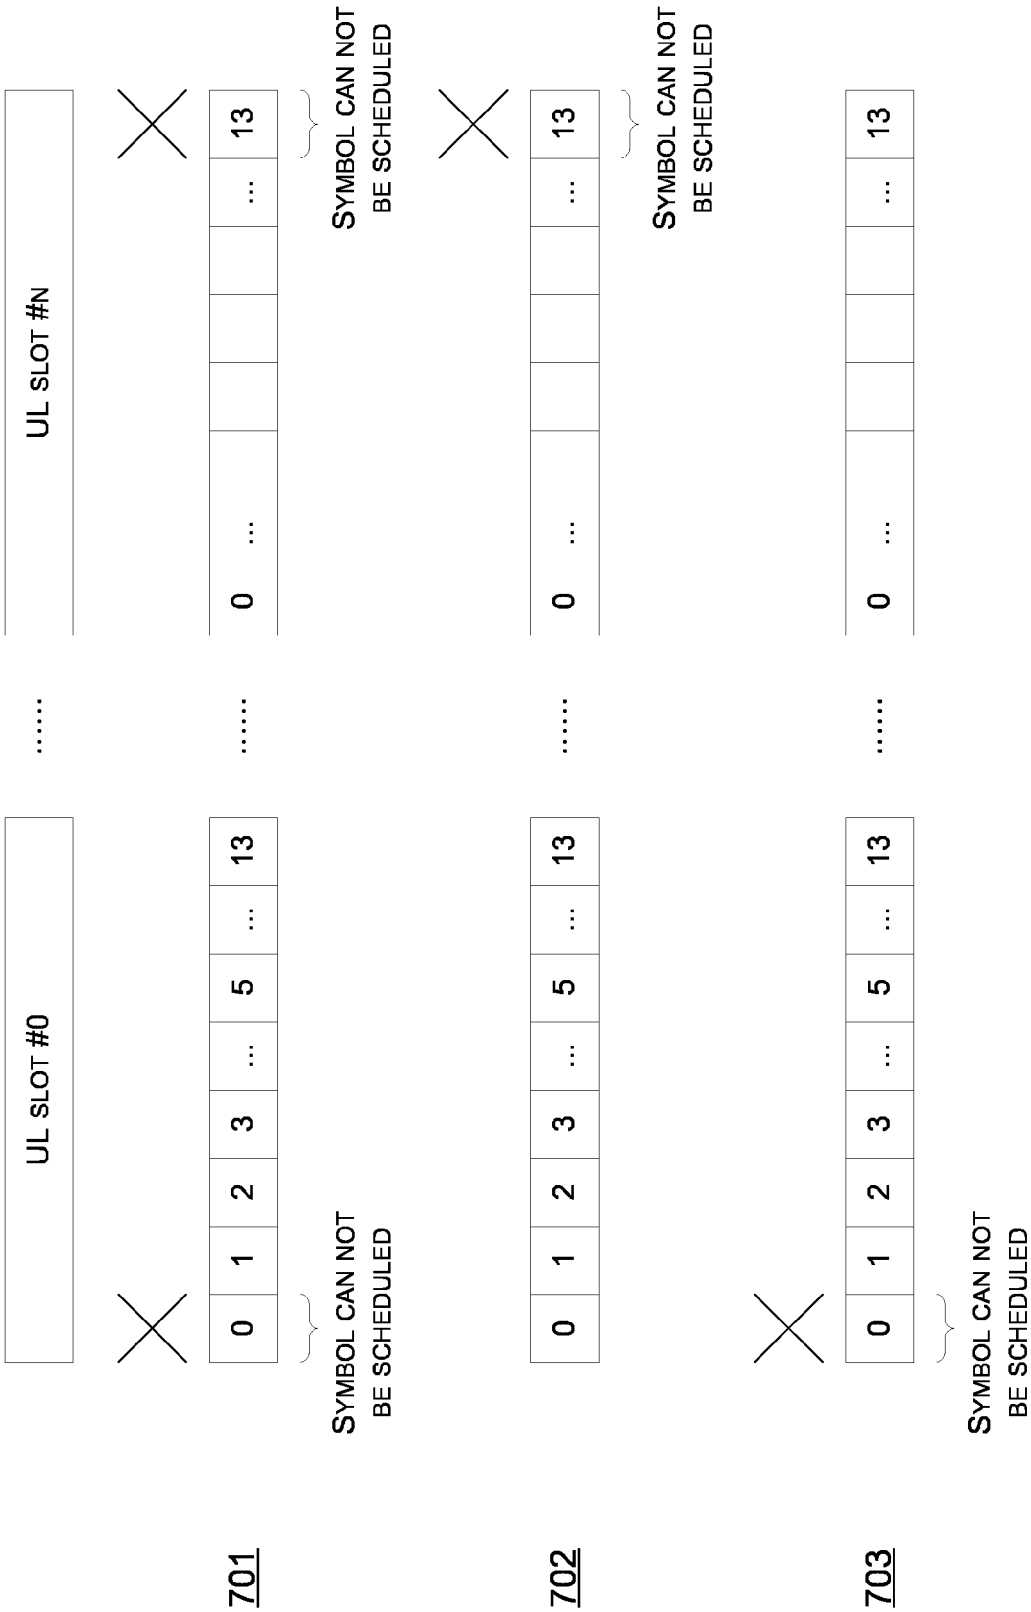 UL SLOT #0 ...... UL SLOT #N
701 0 1 2 3 ... 5 ... 13 ...... 0 ... ... 13
SYMBOL CAN NOT
BE SCHEDULED
SYMBOL CAN NOT
BE SCHEDULED
702 0 1 2 3 ... 5 ... 13 ...... 0 ... ... 13
SYMBOL CAN NOT
BE SCHEDULED
703 0 1 2 3 ... 5 ... 13 ...... 0 ... ... 13
SYMBOL CAN NOT
BE SCHEDULED